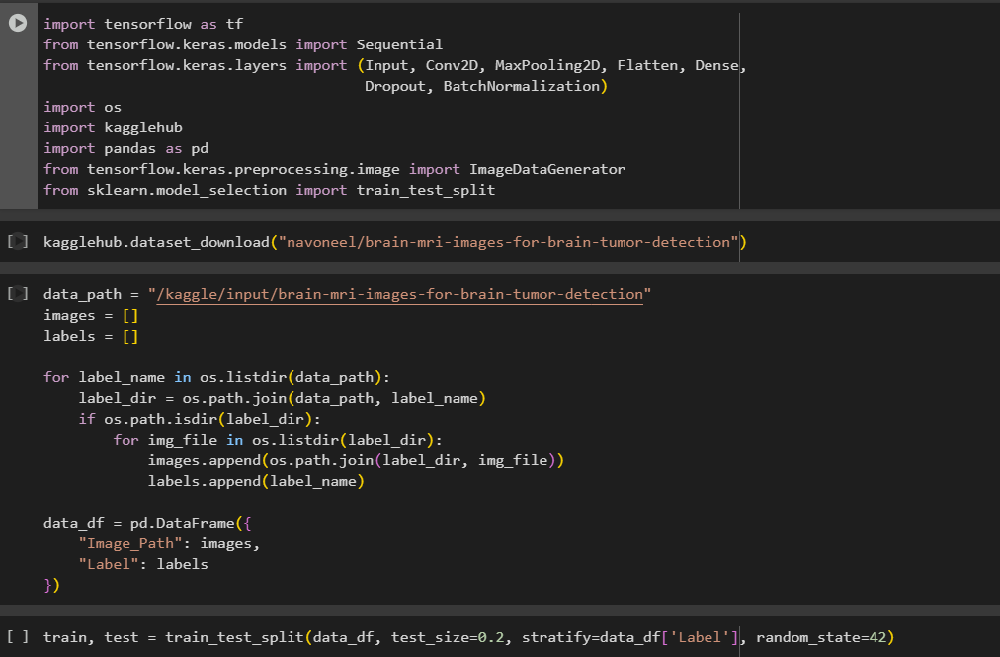 import tensorflow as tf
from tensorflow.keras.models import Sequential
from tensorflow.keras.layers import (Input, Conv2D, MaxPooling2D, Flatten, Dense,
                                     Dropout, BatchNormalization)
import os
import kagglehub
import pandas as pd
from tensorflow.keras.preprocessing.image import ImageDataGenerator
from sklearn.model_selection import train_test_split
[ ] kagglehub.dataset_download("navoneel/brain-mri-images-for-brain-tumor-detection")
[ ] data_path = "/kaggle/input/brain-mri-images-for-brain-tumor-detection"
images = []
labels = []

for label_name in os.listdir(data_path):
    label_dir = os.path.join(data_path, label_name)
    if os.path.isdir(label_dir):
        for img_file in os.listdir(label_dir):
            images.append(os.path.join(label_dir, img_file))
            labels.append(label_name)

data_df = pd.DataFrame({
    "Image_Path": images,
    "Label": labels
})
[ ] train, test = train_test_split(data_df, test_size=0.2, stratify=data_df['Label'], random_state=42)